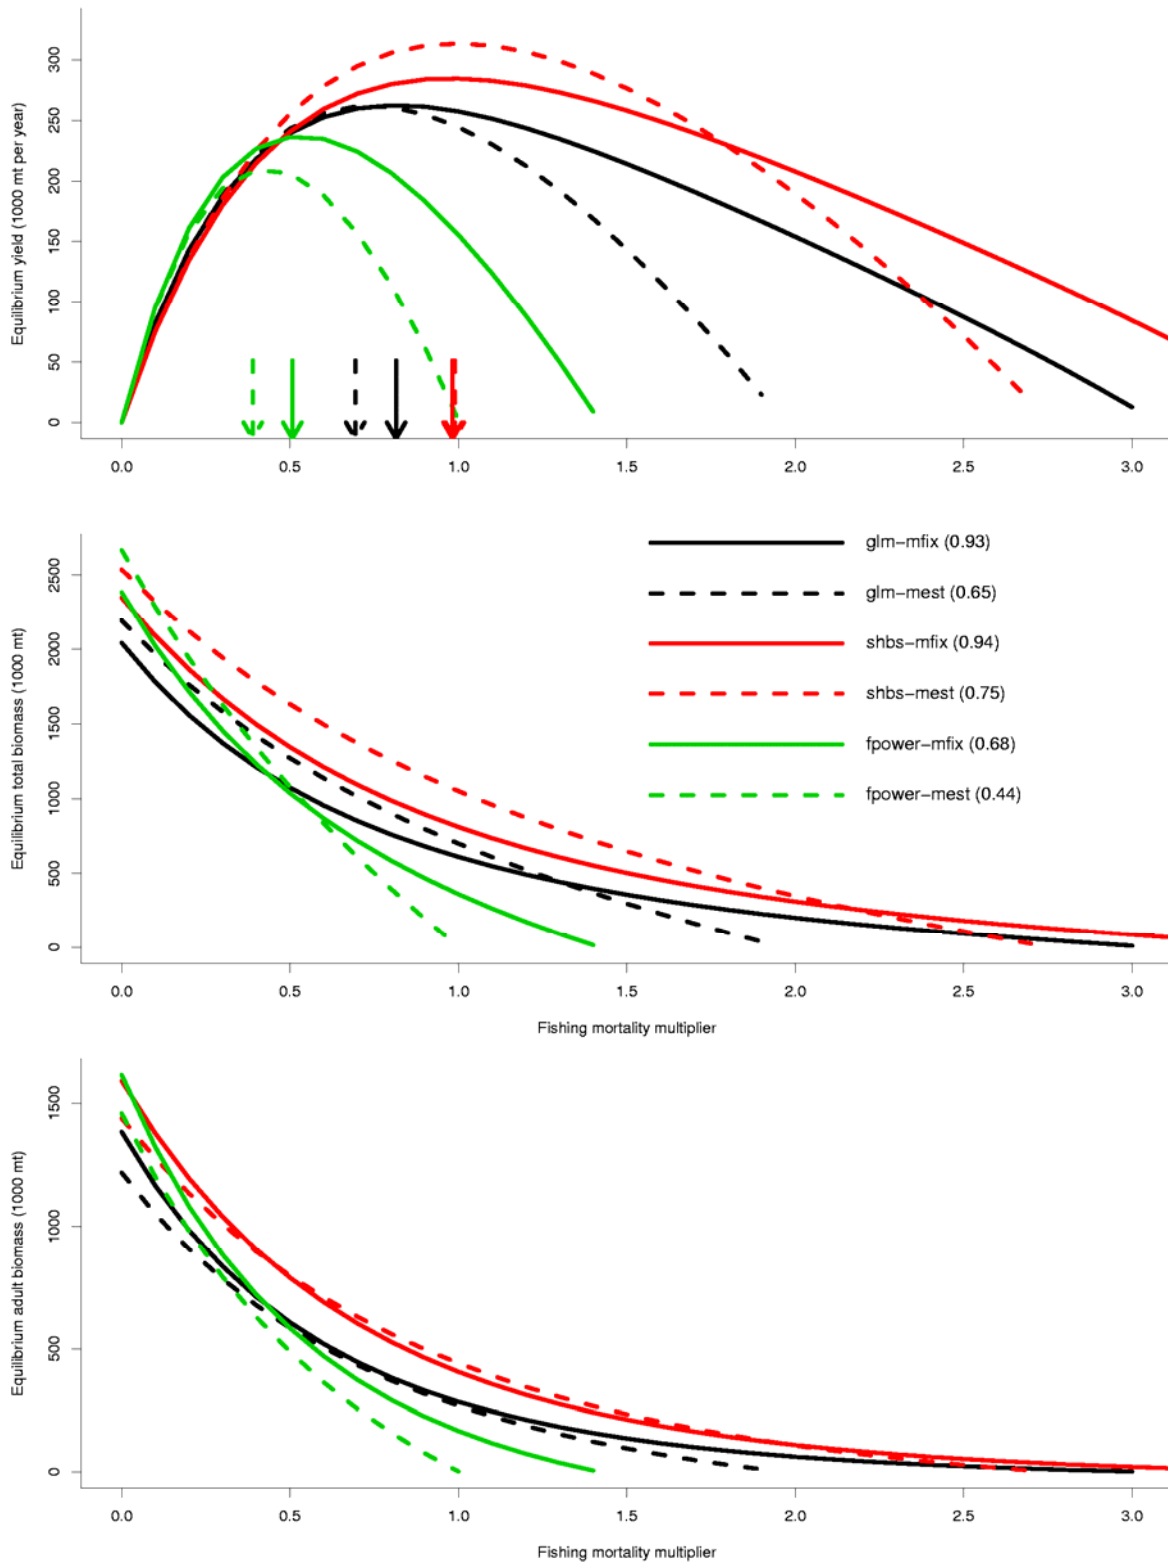 Equilibrium yield (1000 mt per year)
300
250
200
150
100
50
0
0.0 0.5 1.0 1.5 2.0 2.5 3.0
Equilibrium total biomass (1000 mt)
2500
2000
1500
1000
500
0
glm-mfix (0.93)
glm-mest (0.65)
shbs-mfix (0.94)
shbs-mest (0.75)
fpower-mfix (0.68)
fpower-mest (0.44)
0.0 0.5 1.0 1.5 2.0 2.5 3.0
Fishing mortality multiplier
Equilibrium adult biomass (1000 mt)
1500
1000
500
0
0.0 0.5 1.0 1.5 2.0 2.5 3.0
Fishing mortality multiplier